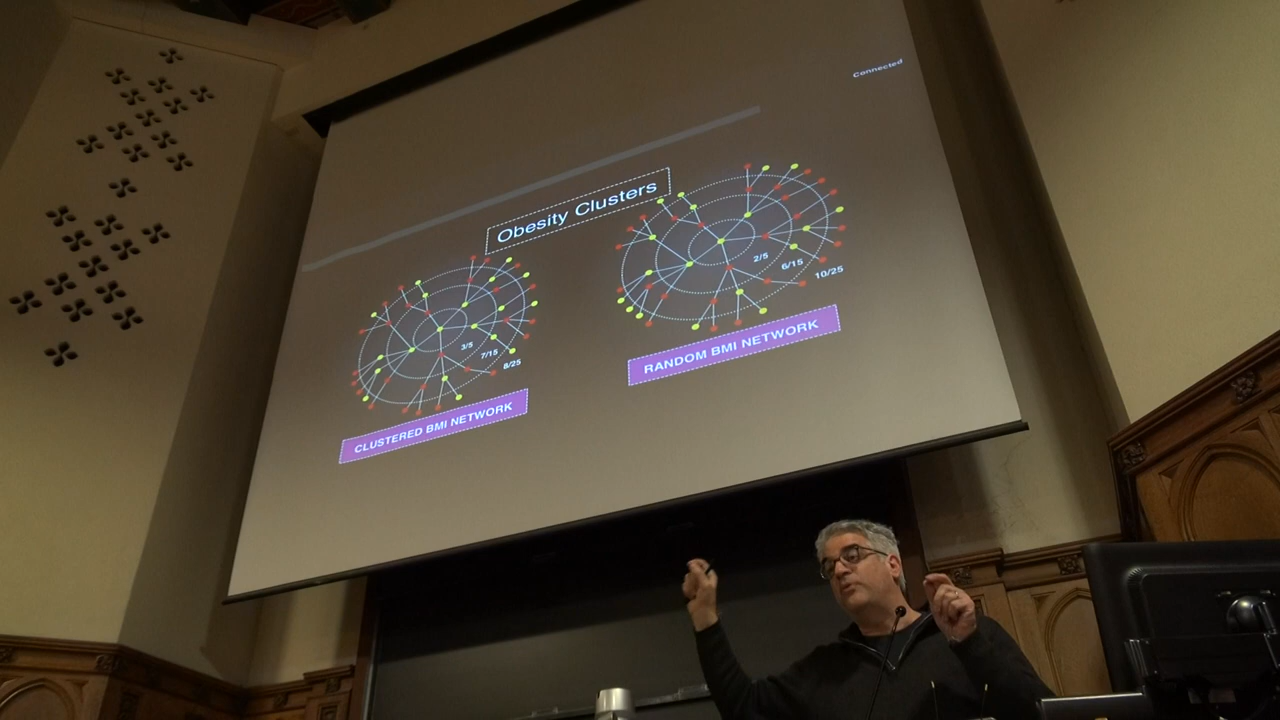 Connected
Obesity Clusters
3/5
7/15
8/25
CLUSTERED BMI NETWORK
2/5
6/15
10/25
RANDOM BMI NETWORK